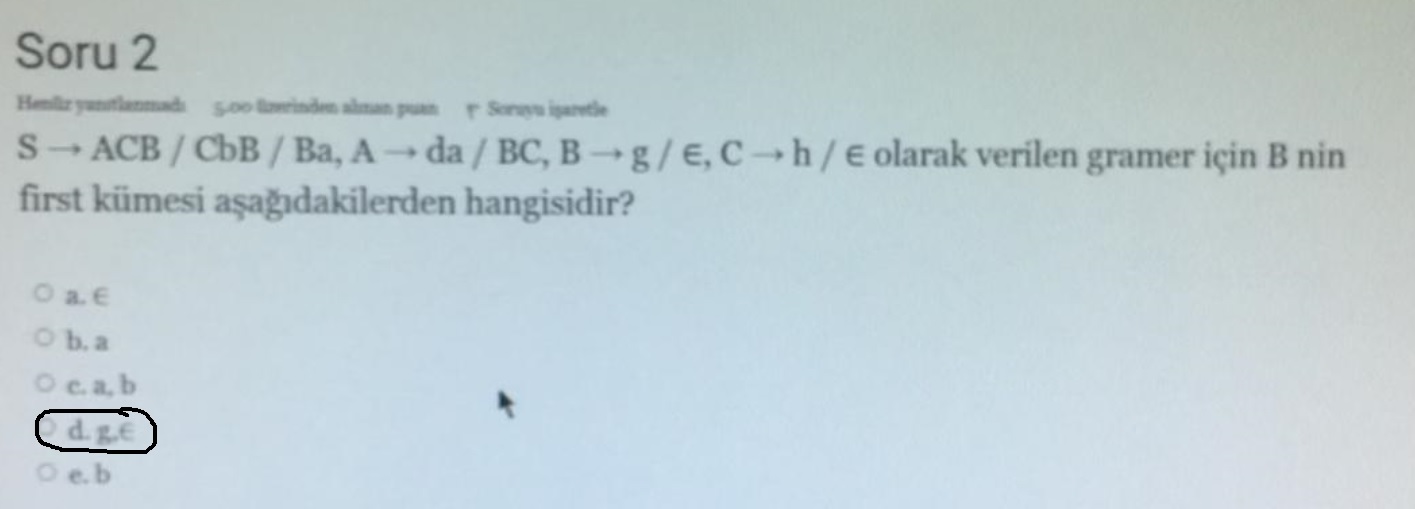 Soru 2
Henüz yanıtlanmadı 5,00 üzerinden alınan puan Soruyu işaretle
S → ACB / CbB / Ba, A → da / BC, B → g / ∈, C → h / ∈ olarak verilen gramer için B nin
first kümesi aşağıdakilerden hangisidir?
a. ∈
b. a
c. a, b
d. g,∈
e. b